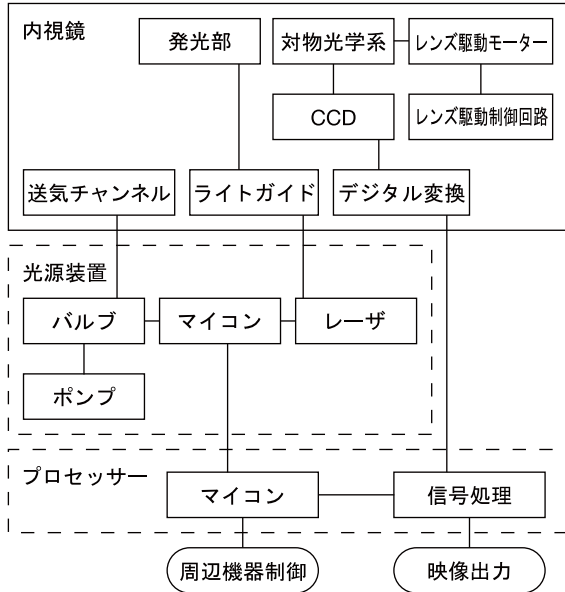 内視鏡
発光部
対物光学系
レンズ駆動モーター
CCD
レンズ駆動制御回路
送気チャンネル
ライトガイド
デジタル変換
光源装置
バルブ
マイコン
レーザ
ポンプ
プロセッサー
マイコン
信号処理
周辺機器制御
映像出力